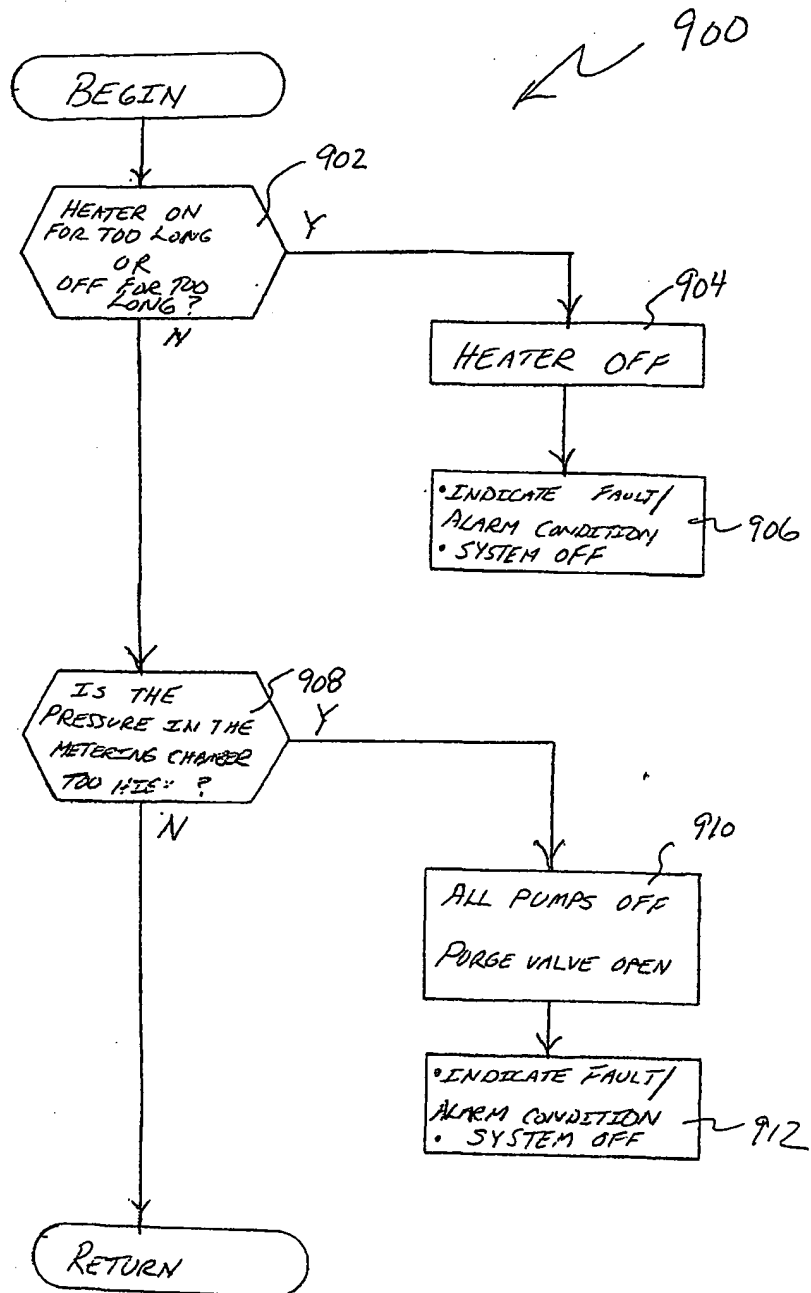 900
BEGIN
902
HEATER ON
FOR TOO LONG
OR
OFF FOR TOO
LONG?
Y
N
904
HEATER OFF
• INDICATE FAULT/
ALARM CONDITION
• SYSTEM OFF
906
908
IS THE
PRESSURE IN THE
METERING CHAMBER
TOO ?
Y
N
910
ALL PUMPS OFF
PURGE VALVE OPEN
• INDICATE FAULT/
ALARM CONDITION
• SYSTEM OFF
912
RETURN